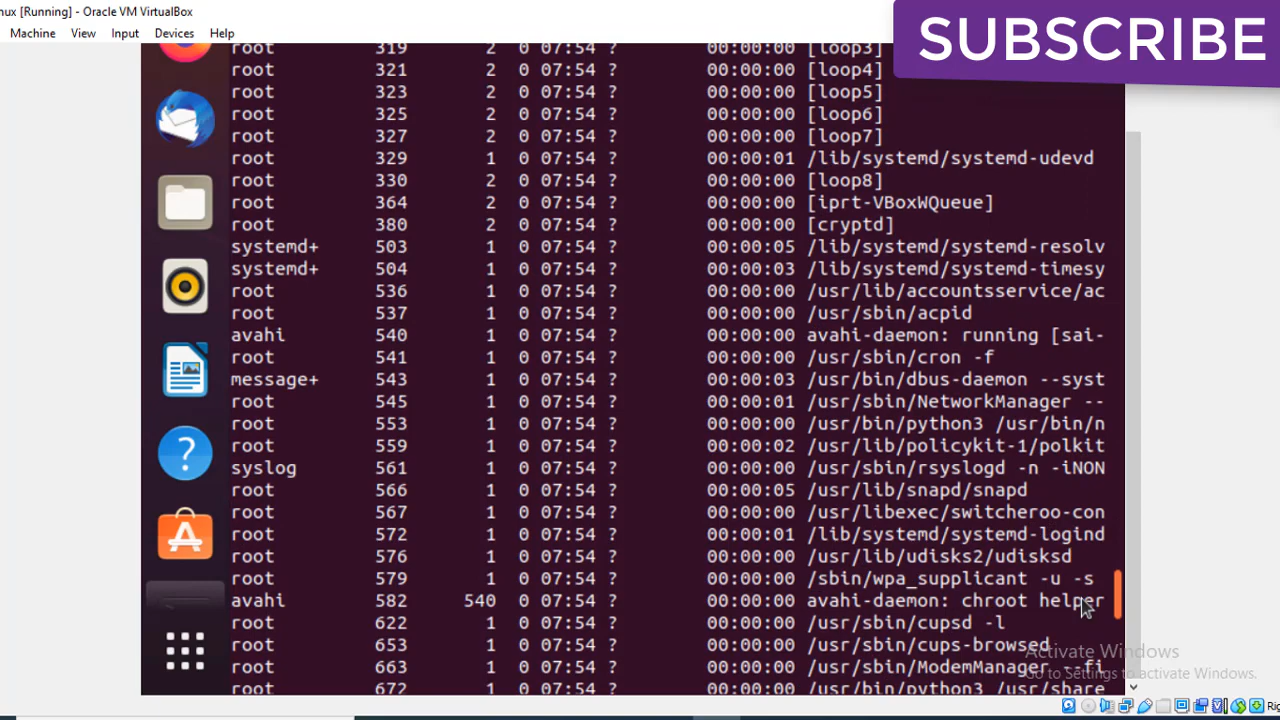 nux [Running] - Oracle VM VirtualBox
Machine View Input Devices Help
SUBSCRIBE
root 319 2 0 07:54 ? 00:00:00 [loop3]
root 321 2 0 07:54 ? 00:00:00 [loop4]
root 323 2 0 07:54 ? 00:00:00 [loop5]
root 325 2 0 07:54 ? 00:00:00 [loop6]
root 327 2 0 07:54 ? 00:00:00 [loop7]
root 329 1 0 07:54 ? 00:00:01 /lib/systemd/systemd-udevd
root 330 2 0 07:54 ? 00:00:00 [loop8]
root 364 2 0 07:54 ? 00:00:00 [iprt-VBoxWQueue]
root 380 2 0 07:54 ? 00:00:00 [cryptd]
systemd+ 503 1 0 07:54 ? 00:00:05 /lib/systemd/systemd-resolv
systemd+ 504 1 0 07:54 ? 00:00:03 /lib/systemd/systemd-timesy
root 536 1 0 07:54 ? 00:00:00 /usr/lib/accountsservice/ac
root 537 1 0 07:54 ? 00:00:00 /usr/sbin/acpid
avahi 540 1 0 07:54 ? 00:00:00 avahi-daemon: running [sai-
root 541 1 0 07:54 ? 00:00:00 /usr/sbin/cron -f
message+ 543 1 0 07:54 ? 00:00:03 /usr/bin/dbus-daemon --syst
root 545 1 0 07:54 ? 00:00:01 /usr/sbin/NetworkManager --
root 553 1 0 07:54 ? 00:00:00 /usr/bin/python3 /usr/bin/n
root 559 1 0 07:54 ? 00:00:02 /usr/lib/policykit-1/polkit
syslog 561 1 0 07:54 ? 00:00:00 /usr/sbin/rsyslogd -n -iNON
root 566 1 0 07:54 ? 00:00:05 /usr/lib/snapd/snapd
root 567 1 0 07:54 ? 00:00:00 /usr/libexec/switcheroo-con
root 572 1 0 07:54 ? 00:00:01 /lib/systemd/systemd-logind
root 576 1 0 07:54 ? 00:00:00 /usr/lib/udisks2/udisksd
root 579 1 0 07:54 ? 00:00:00 /sbin/wpa_supplicant -u -s
avahi 582 540 0 07:54 ? 00:00:00 avahi-daemon: chroot helper
root 622 1 0 07:54 ? 00:00:00 /usr/sbin/cupsd -l
root 653 1 0 07:54 ? 00:00:00 /usr/sbin/cups-browsed
root 663 1 0 07:54 ? 00:00:00 /usr/sbin/ModemManager --fi
root 672 1 0 07:54 ? 00:00:00 /usr/bin/python3 /usr/share
Activate Windows
Go to Settings to activate Windows.
Rig